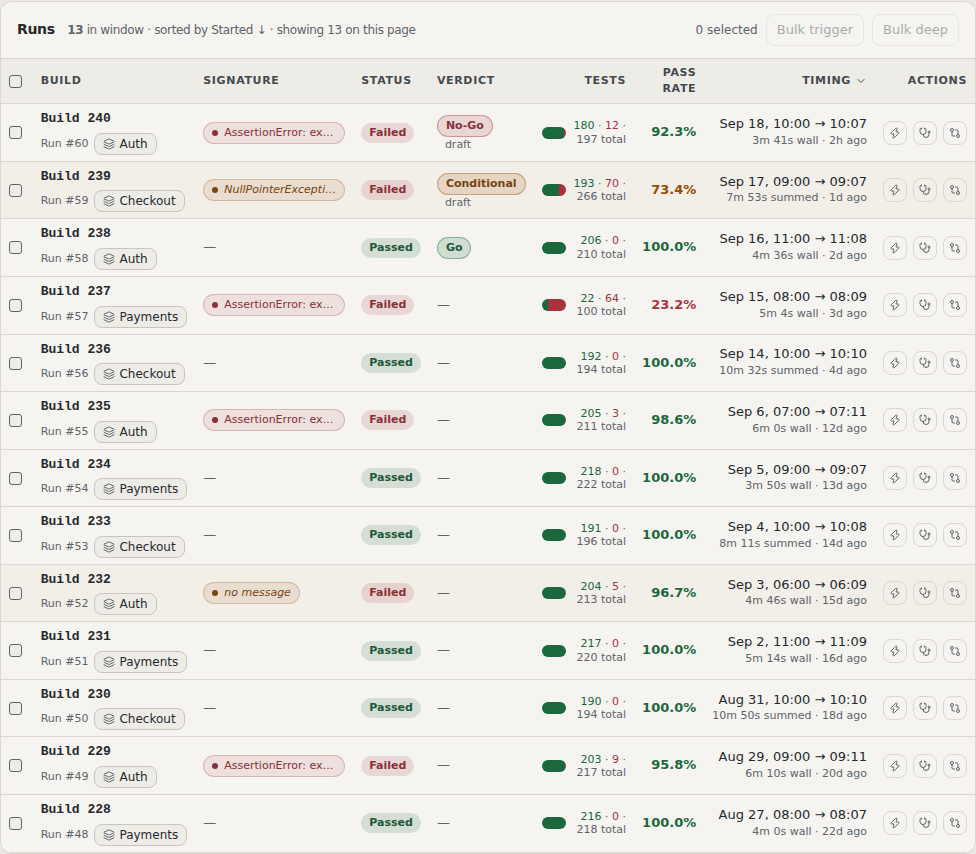 Runs 13 in window · sorted by Started ↓ · showing 13 on this page 0 selected Bulk trigger Bulk deep
BUILD SIGNATURE STATUS VERDICT TESTS PASS RATE TIMING ACTIONS
Build 240
Run #60 Auth AssertionError: ex... Failed No-Go draft 180 · 12 · 197 total 92.3% Sep 18, 10:00 → 10:07 3m 41s wall · 2h ago
Build 239
Run #59 Checkout NullPointerExcepti... Failed Conditional draft 193 · 70 · 266 total 73.4% Sep 17, 09:00 → 09:07 7m 53s summed · 1d ago
Build 238
Run #58 Auth — Passed Go 206 · 0 · 210 total 100.0% Sep 16, 11:00 → 11:08 4m 36s wall · 2d ago
Build 237
Run #57 Payments AssertionError: ex... Failed — 22 · 64 · 100 total 23.2% Sep 15, 08:00 → 08:09 5m 4s wall · 3d ago
Build 236
Run #56 Checkout — Passed — 192 · 0 · 194 total 100.0% Sep 14, 10:00 → 10:10 10m 32s summed · 4d ago
Build 235
Run #55 Auth AssertionError: ex... Failed — 205 · 3 · 211 total 98.6% Sep 6, 07:00 → 07:11 6m 0s wall · 12d ago
Build 234
Run #54 Payments — Passed — 218 · 0 · 222 total 100.0% Sep 5, 09:00 → 09:07 3m 50s wall · 13d ago
Build 233
Run #53 Checkout — Passed — 191 · 0 · 196 total 100.0% Sep 4, 10:00 → 10:08 8m 11s summed · 14d ago
Build 232
Run #52 Auth no message Failed — 204 · 5 · 213 total 96.7% Sep 3, 06:00 → 06:09 4m 46s wall · 15d ago
Build 231
Run #51 Payments — Passed — 217 · 0 · 220 total 100.0% Sep 2, 11:00 → 11:09 5m 14s wall · 16d ago
Build 230
Run #50 Checkout — Passed — 190 · 0 · 194 total 100.0% Aug 31, 10:00 → 10:10 10m 50s summed · 18d ago
Build 229
Run #49 Auth AssertionError: ex... Failed — 203 · 9 · 217 total 95.8% Aug 29, 09:00 → 09:11 6m 10s wall · 20d ago
Build 228
Run #48 Payments — Passed — 216 · 0 · 218 total 100.0% Aug 27, 08:00 → 08:07 4m 0s wall · 22d ago